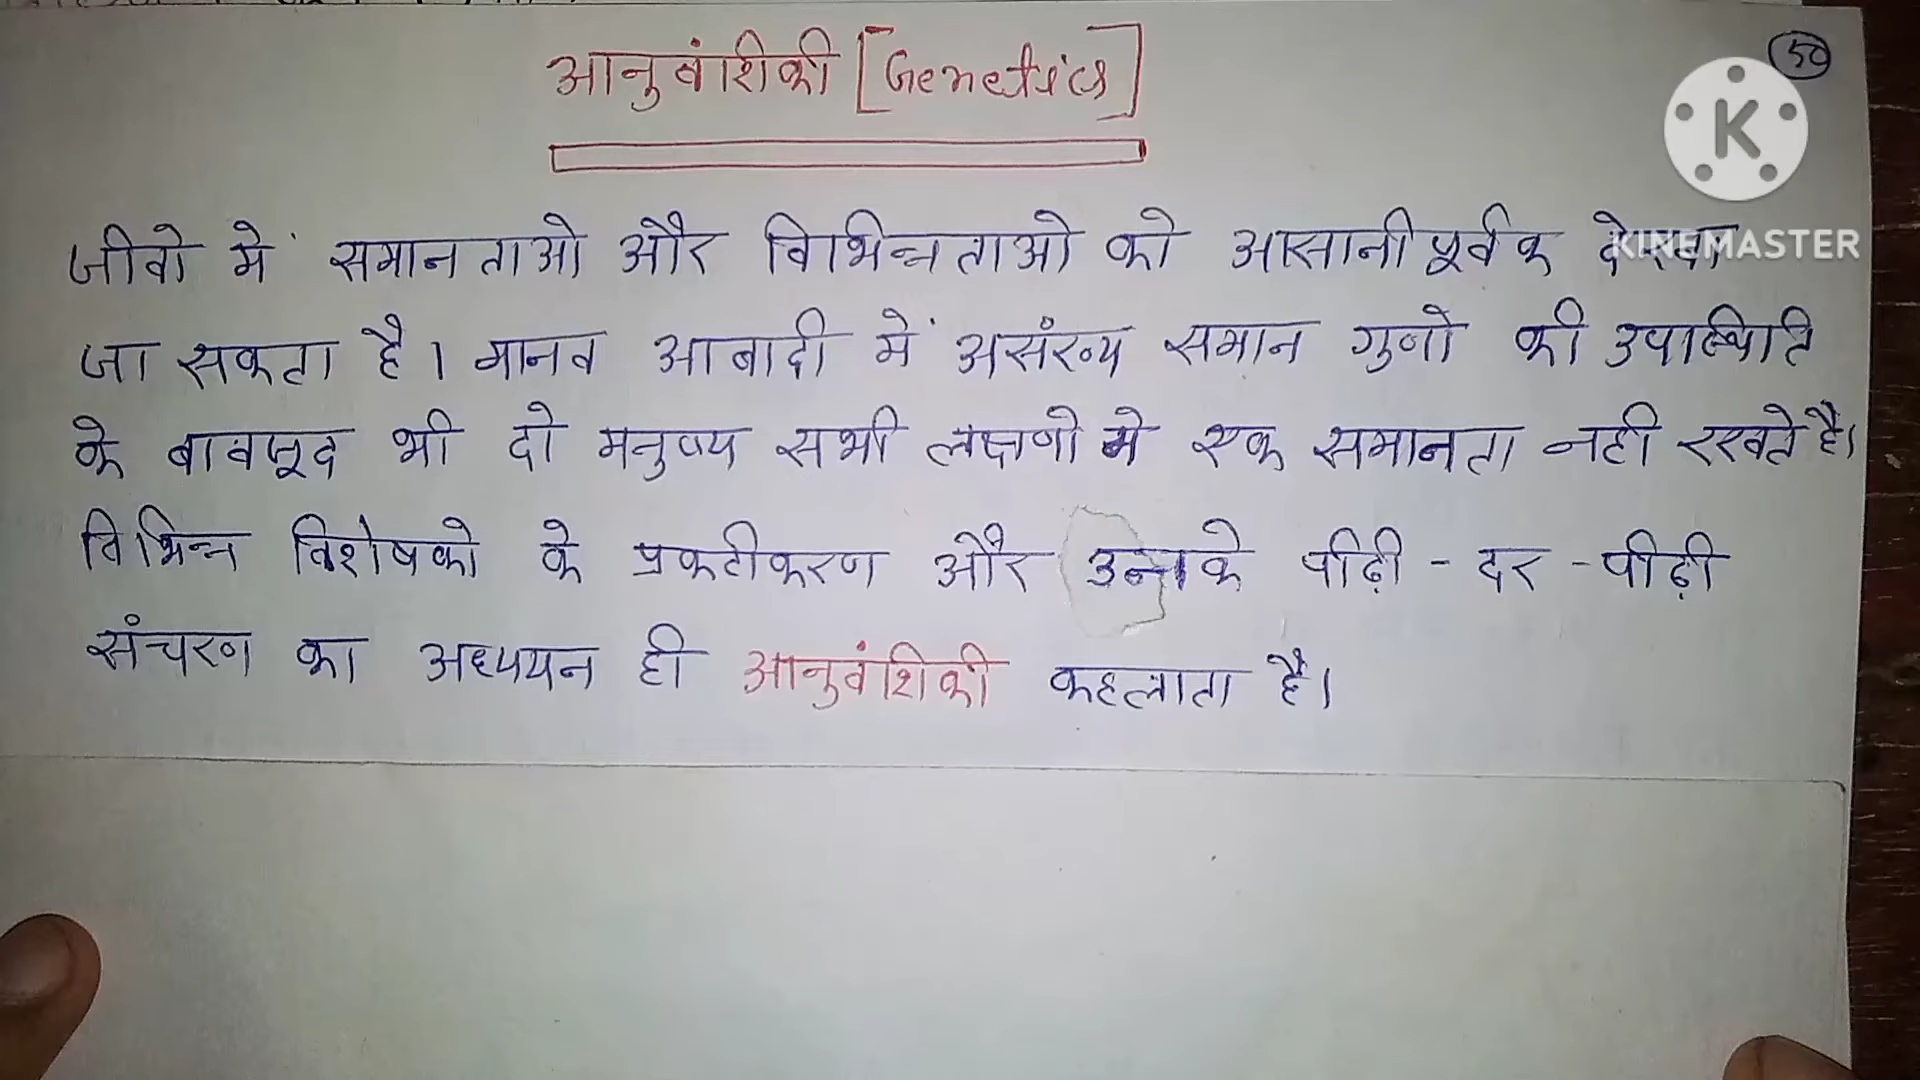 आनुवंशिकी [Genetics]
50
K
KINEMASTER
जीवो में समानताओ और विभिन्नताओ को आसानीपूर्वक देखा
जा सकता है। मानव आबादी में असंख्य समान गुणो की उपस्थिति
के बावजूद भी दो मनुष्य सभी लक्षणो मे एक समानता नही रखते है।
विभिन्न विशेषको के प्रकटीकरण और उनके पीढ़ी - दर - पीढ़ी
संचरण का अध्ययन ही आनुवंशिकी कहलाता है।